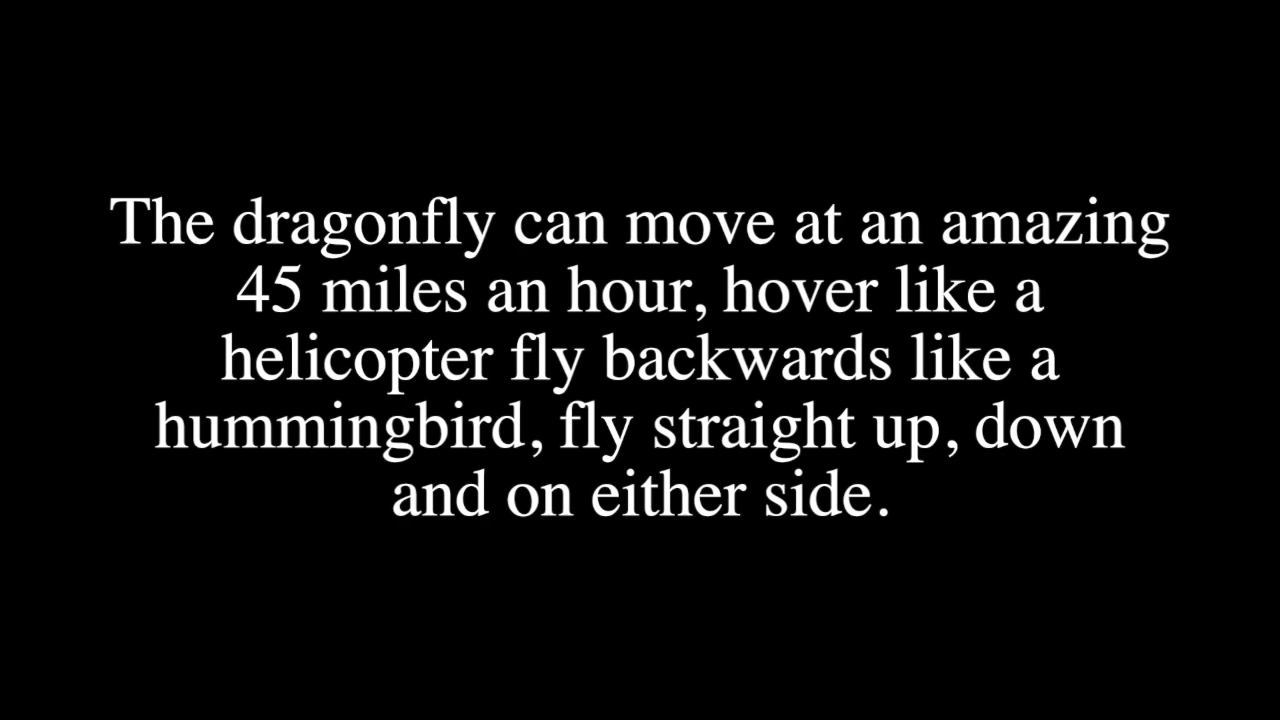 The dragonfly can move at an amazing
45 miles an hour, hover like a
helicopter fly backwards like a
hummingbird, fly straight up, down
and on either side.